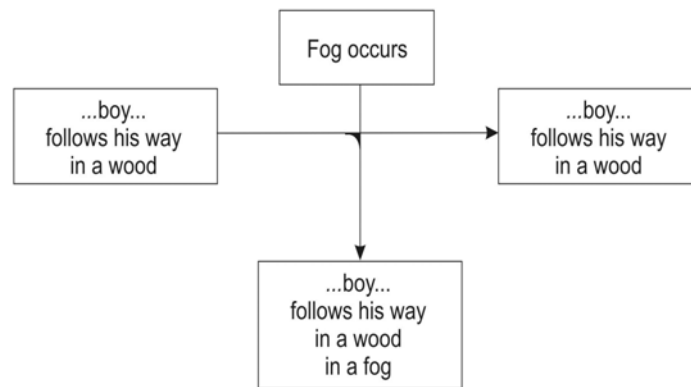 Fog occurs
...boy...
follows his way
in a wood
...boy...
follows his way
in a wood
...boy...
follows his way
in a wood
in a fog